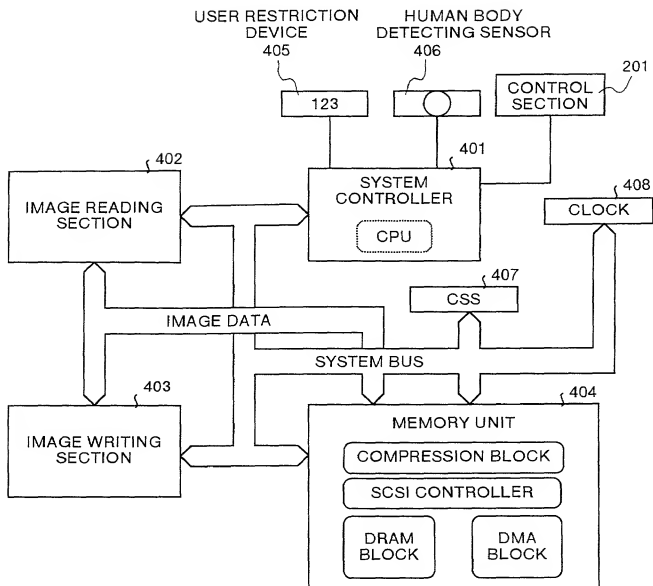 USER RESTRICTION
DEVICE
405
HUMAN BODY
DETECTING SENSOR
406
123
CONTROL
SECTION
201
402
IMAGE READING
SECTION
401
SYSTEM
CONTROLLER
CPU
408
CLOCK
407
CSS
IMAGE DATA
SYSTEM BUS
403
IMAGE WRITING
SECTION
404
MEMORY UNIT
COMPRESSION BLOCK
SCSI CONTROLLER
DRAM
BLOCK
DMA
BLOCK